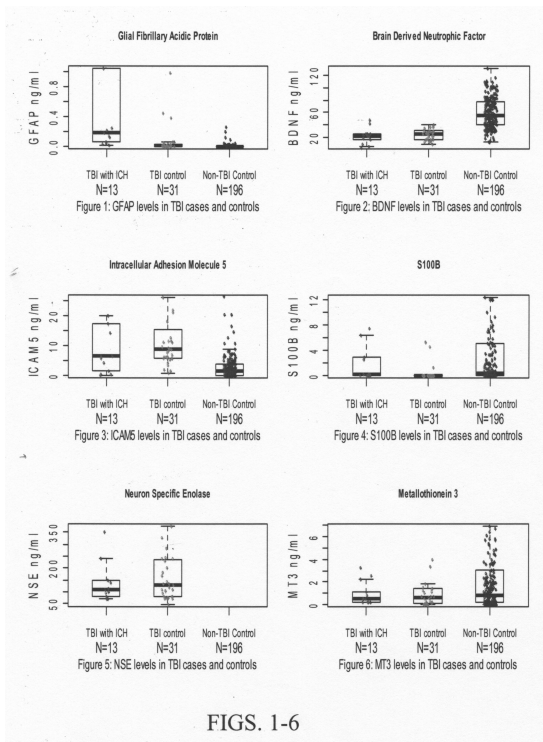 Glial Fibrillary Acidic Protein
GFAP ng/ml
0.0 0.4 0.8
TBI with ICH TBI control Non-TBI Control
N=13 N=31 N=196
Figure 1: GFAP levels in TBI cases and controls
Brain Derived Neutrophic Factor
BDNF ng/ml
20 60 120
TBI with ICH TBI control Non-TBI Control
N=13 N=31 N=196
Figure 2: BDNF levels in TBI cases and controls
Intracellular Adhesion Molecule 5
ICAM5 ng/ml
0 10 20
TBI with ICH TBI control Non-TBI Control
N=13 N=31 N=196
Figure 3: ICAM5 levels in TBI cases and controls
S100B
S100B ng/ml
0 4 8 12
TBI with ICH TBI control Non-TBI Control
N=13 N=31 N=196
Figure 4: S100B levels in TBI cases and controls
Neuron Specific Enolase
NSE ng/ml
50 200 350
TBI with ICH TBI control Non-TBI Control
N=13 N=31 N=196
Figure 5: NSE levels in TBI cases and controls
Metallothionein 3
MT3 ng/ml
0 2 4 6
TBI with ICH TBI control Non-TBI Control
N=13 N=31 N=196
Figure 6: MT3 levels in TBI cases and controls
FIGS. 1-6